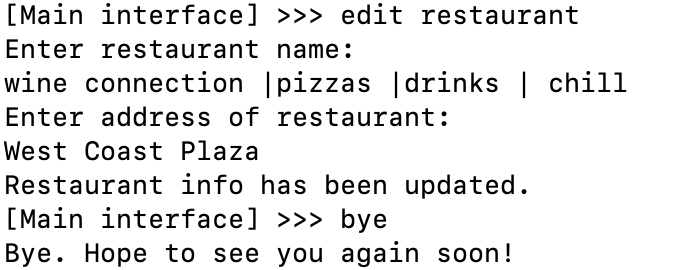 [Main interface] >>> edit restaurant
Enter restaurant name:
wine connection |pizzas |drinks | chill
Enter address of restaurant:
West Coast Plaza
Restaurant info has been updated.
[Main interface] >>> bye
Bye. Hope to see you again soon!